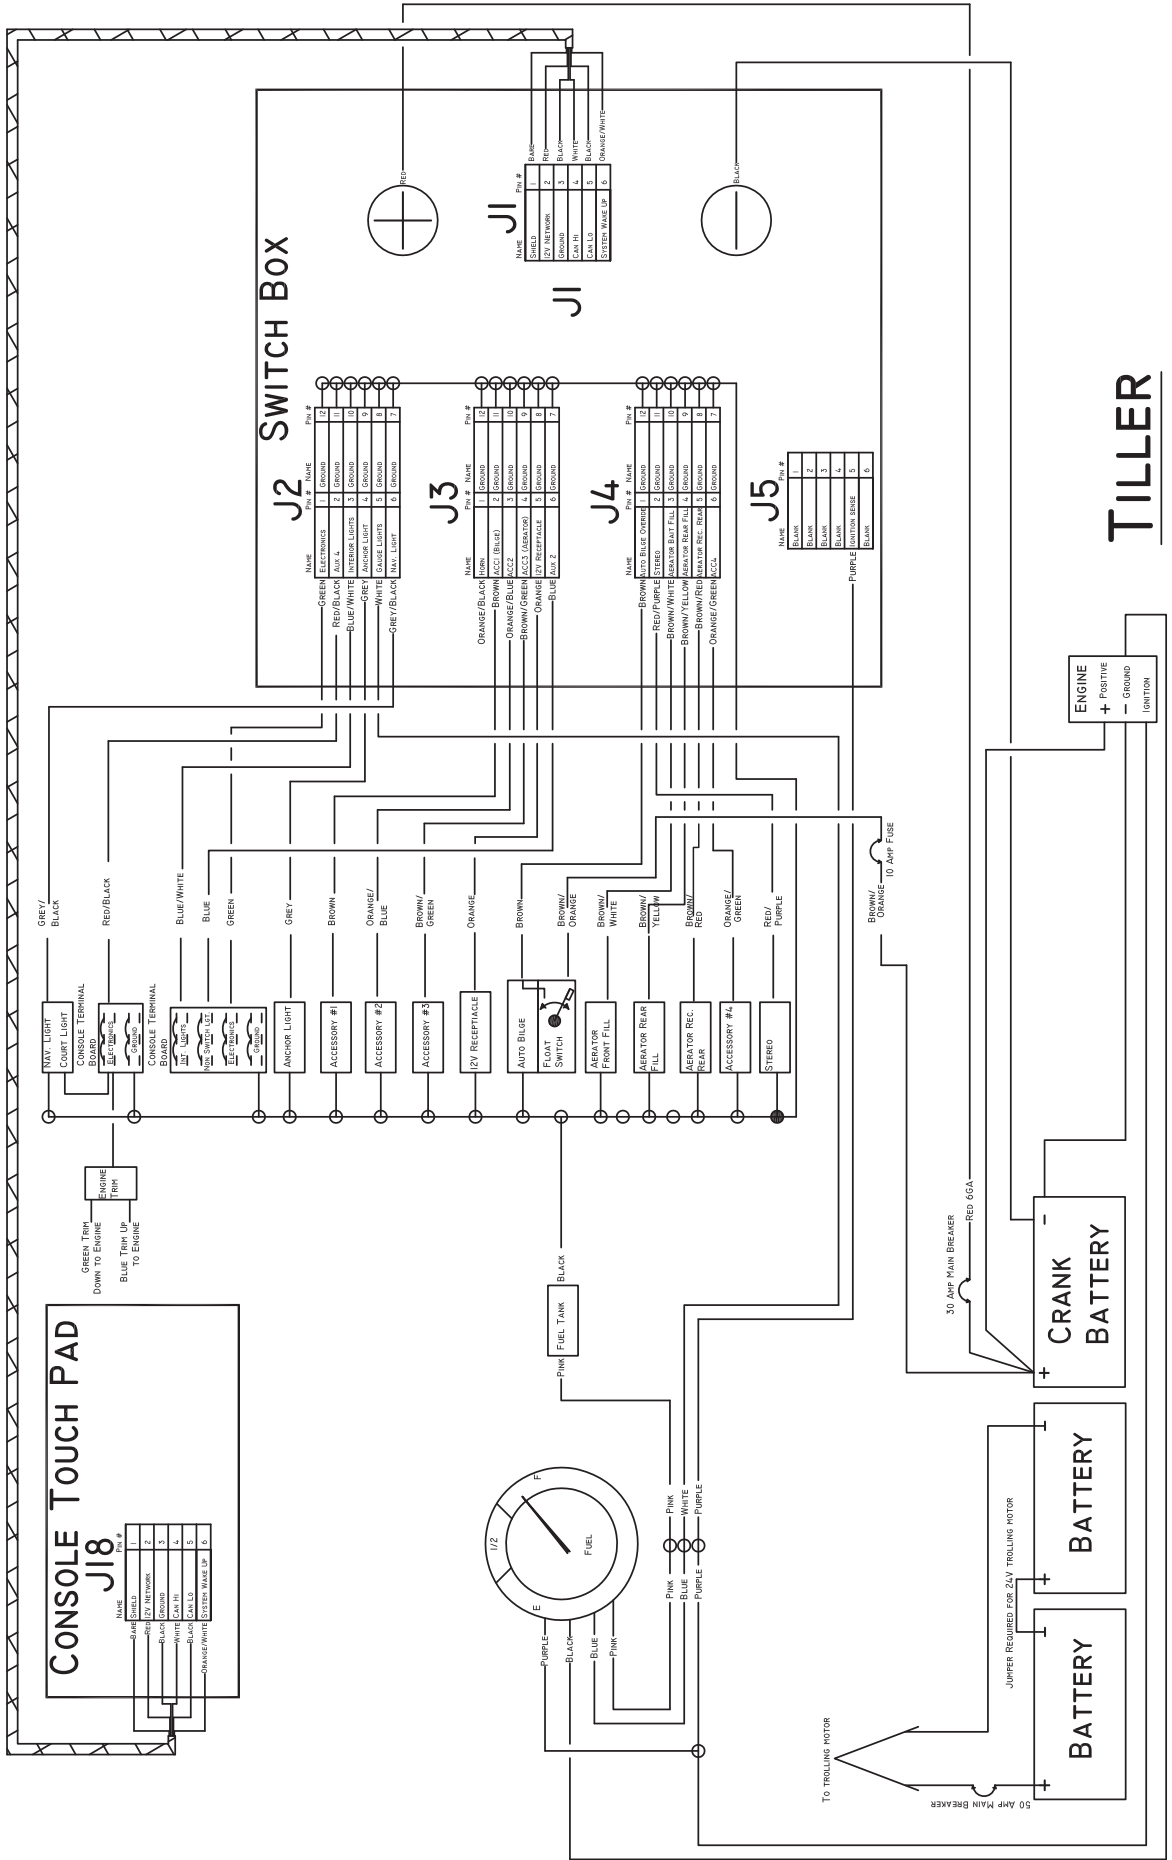 TILLER
SWITCH BOX
RED
BLACK
J1
J1
NAME PIN #
SHIELD 1 BARE
12V NETWORK 2 RED
GROUND 3 BLACK
CAN HI 4 WHITE
CAN LO 5 BLACK
SYSTEM WAKE UP 6 ORANGE/WHITE
J2
NAME PIN # NAME PIN #
GREEN ELECTRONICS 1 GROUND 12
RED/BLACK AUX 4 2 GROUND 11
BLUE/WHITE INTERIOR LIGHTS 3 GROUND 10
GREY ANCHOR LIGHT 4 GROUND 9
WHITE GAUGE LIGHTS 5 GROUND 8
GREY/BLACK NAV. LIGHT 6 GROUND 7
J3
NAME PIN # NAME PIN #
ORANGE/BLACK HORN 1 GROUND 12
BROWN ACC1 (BILGE) 2 GROUND 11
ORANGE/BLUE ACC2 3 GROUND 10
BROWN/GREEN ACC3 (AERATOR) 4 GROUND 9
ORANGE 12V RECEPTACLE 5 GROUND 8
BLUE AUX 2 6 GROUND 7
J4
NAME PIN # NAME PIN #
BROWN AUTO BILGE OVERRIDE 1 GROUND 12
RED/PURPLE STEREO 2 GROUND 11
BROWN/WHITE AERATOR BAIT FILL 3 GROUND 10
BROWN/YELLOW AERATOR REAR FILL 4 GROUND 9
BROWN/RED AERATOR REC. REAR 5 GROUND 8
ORANGE/GREEN ACC4 6 GROUND 7
J5
NAME PIN #
BLANK 1
BLANK 2
BLANK 3
BLANK 4
PURPLE IGNITION SENSE 5
BLANK 6
GREY/
BLACK
RED/BLACK
BLUE/WHITE
BLUE
GREEN
GREY
BROWN
ORANGE/
BLUE
BROWN/
GREEN
ORANGE
BROWN
BROWN/
ORANGE
BROWN/
WHITE
BROWN/
YELLOW
BROWN/
RED
ORANGE/
GREEN
RED/
PURPLE
BROWN/
ORANGE
10 AMP FUSE
NAV. LIGHT
COURT LIGHT
CONSOLE TERMINAL
BOARD
ELECTRONICS
GROUND
CONSOLE TERMINAL
BOARD
INT. LIGHTS
NON SWITCH LGT.
ELECTRONICS
GROUND
ANCHOR LIGHT
ACCESSORY #1
ACCESSORY #2
ACCESSORY #3
12V RECEPTIACLE
AUTO BILGE
FLOAT
SWITCH
AERATOR
FRONT FILL
AERATOR REAR
FILL
AERATOR REC.
REAR
ACCESSORY #4
STEREO
ENGINE
TRIM
GREEN TRIM
DOWN TO ENGINE
BLUE TRIM UP
TO ENGINE
ENGINE
+ POSITIVE
− GROUND
IGNITION
BLACK
FUEL TANK
PINK
RED 6GA
30 AMP MAIN BREAKER
−
CRANK
BATTERY
+
CONSOLE TOUCH PAD
J18
NAME PIN #
BARE SHIELD 1
RED 12V NETWORK 2
BLACK GROUND 3
WHITE CAN HI 4
BLACK CAN LO 5
ORANGE/WHITE SYSTEM WAKE UP 6
E 1/2 F
FUEL
PURPLE
BLACK
BLUE
PINK
PINK PINK
BLUE WHITE
PURPLE PURPLE
−
BATTERY
+
JUMPER REQUIRED FOR 24V TROLLING MOTOR
−
BATTERY
+
TO TROLLING MOTOR
50 AMP MAIN BREAKER